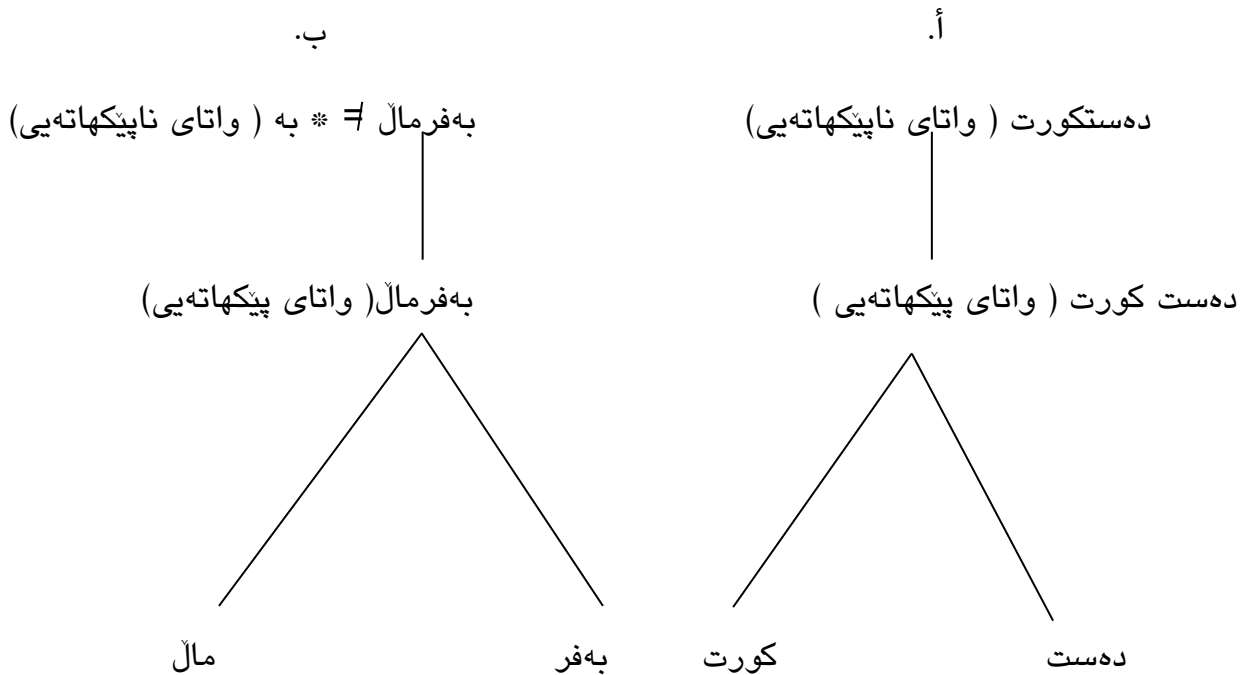 أ. ب.
دەستکورت ( واتای ناپێکهاتەیی) بەفرماڵ ≠ * بە ( واتای ناپێکهاتەیی)
دەست کورت ( واتای پێکهاتەیی ) بەفرماڵ( واتای پێکهاتەیی)
دەست کورت بەفر ماڵ